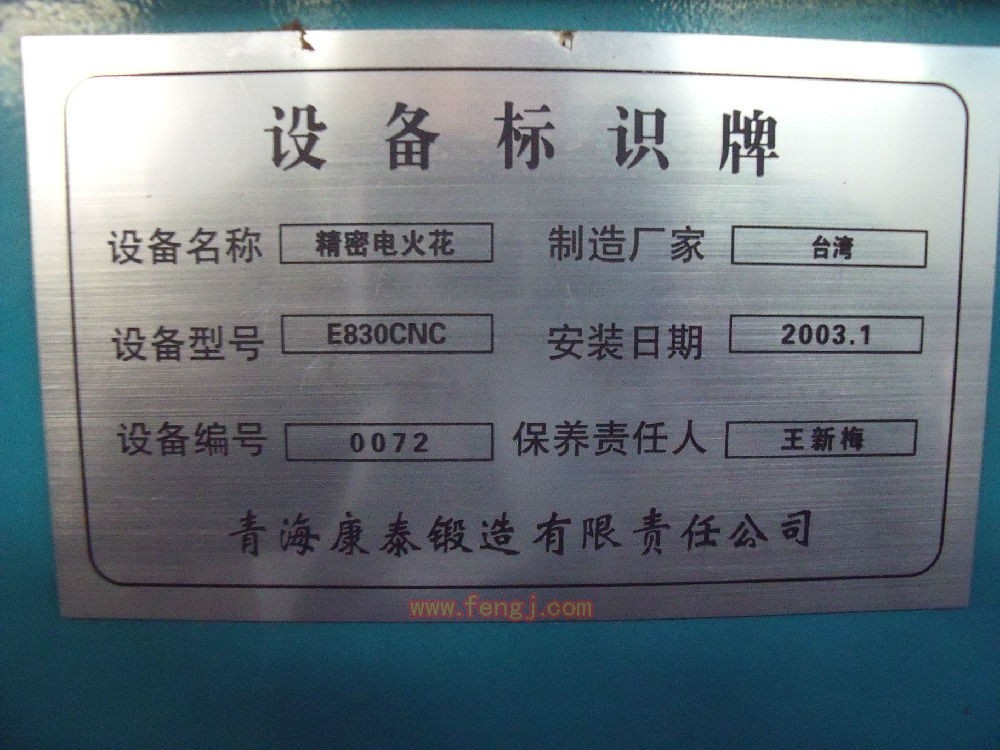 设备标识牌
设备名称 精密电火花 制造厂家 台湾
设备型号 E830CNC 安装日期 2003.1
设备编号 0072 保养责任人 王新梅
青海康泰锻造有限责任公司
www.fengj.com